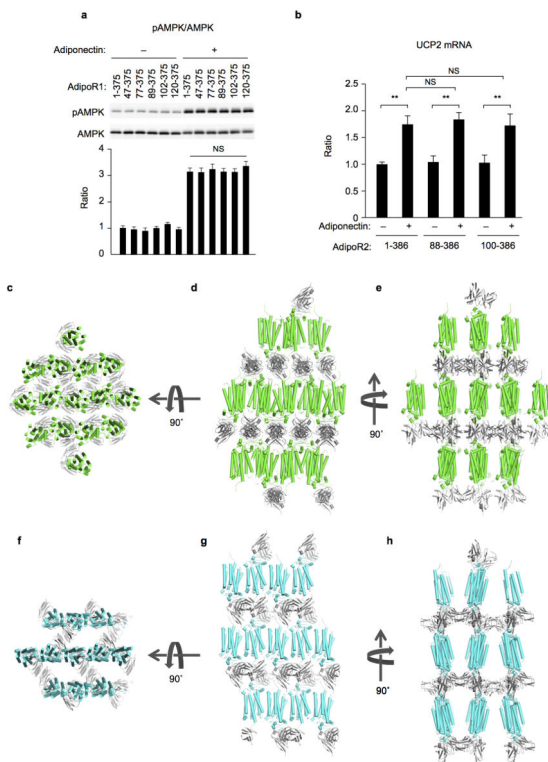 a
pAMPK/AMPK
Adiponectin – +
AdipoR1: 1-375 47-375 77-375 89-375 102-375 120-375 1-375 47-375 77-375 89-375 102-375 120-375
pAMPK
AMPK
NS
Ratio
4
3
2
1
0
b
UCP2 mRNA
NS
NS
** ** **
Ratio
2.5
2.0
1.5
1.0
0.5
0
Adiponectin: – + – + – +
AdipoR2: 1-386 88-386 100-386
c
d
e
90°
90°
f
g
h
90°
90°